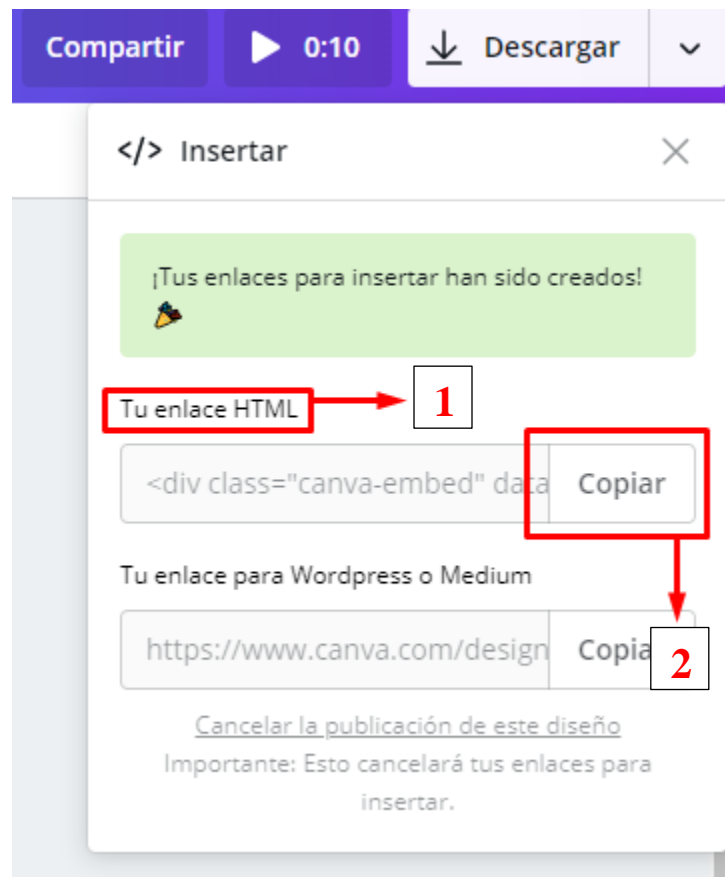 Compartir 0:10 Descargar
</> Insertar
¡Tus enlaces para insertar han sido creados!
Tu enlace HTML 1
<div class="canva-embed" data Copiar
Tu enlace para Wordpress o Medium
https://www.canva.com/design Copia 2
Cancelar la publicación de este diseño
Importante: Esto cancelará tus enlaces para
insertar.